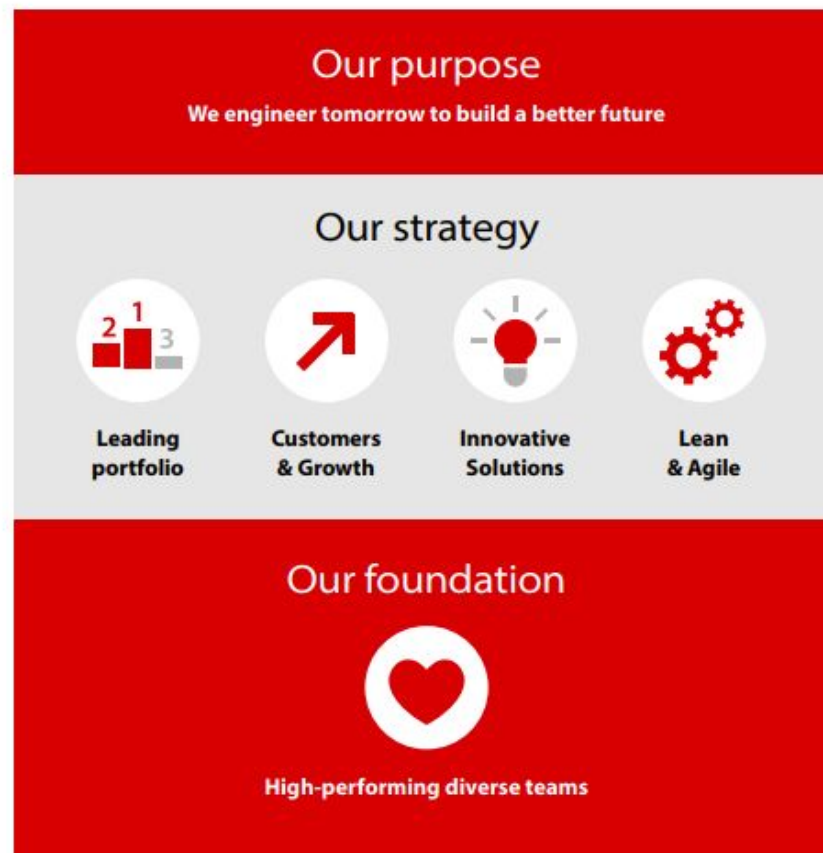 Our purpose
We engineer tomorrow to build a better future
Our strategy
2 1 3
Leading
portfolio
Customers
& Growth
Innovative
Solutions
Lean
& Agile
Our foundation
High-performing diverse teams